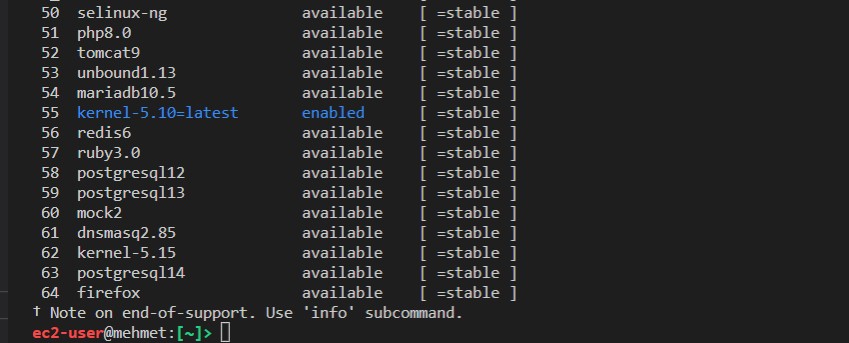 50 selinux-ng available [ =stable ]
51 php8.0 available [ =stable ]
52 tomcat9 available [ =stable ]
53 unbound1.13 available [ =stable ]
54 mariadb10.5 available [ =stable ]
55 kernel-5.10=latest enabled [ =stable ]
56 redis6 available [ =stable ]
57 ruby3.0 available [ =stable ]
58 postgresql12 available [ =stable ]
59 postgresql13 available [ =stable ]
60 mock2 available [ =stable ]
61 dnsmasq2.85 available [ =stable ]
62 kernel-5.15 available [ =stable ]
63 postgresql14 available [ =stable ]
64 firefox available [ =stable ]
† Note on end-of-support. Use 'info' subcommand.
ec2-user@mehmet:[~]>